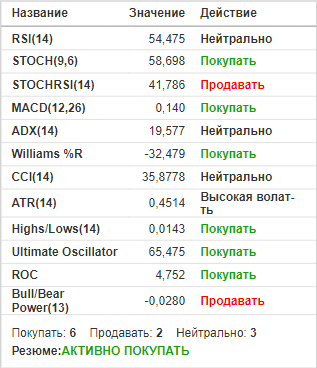 Название Значение Действие
RSI(14) 54,475 Нейтрально
STOCH(9,6) 58,698 Покупать
STOCHRSI(14) 41,786 Продавать
MACD(12,26) 0,140 Покупать
ADX(14) 19,577 Нейтрально
Williams %R -32,479 Покупать
CCI(14) 35,8778 Нейтрально
ATR(14) 0,4514 Высокая волат-
ть
Highs/Lows(14) 0,0143 Покупать
Ultimate Oscillator 65,475 Покупать
ROC 4,752 Покупать
Bull/Bear
Power(13) -0,0280 Продавать
Покупать: 6 Продавать: 2 Нейтрально: 3
Резюме:АКТИВНО ПОКУПАТЬ